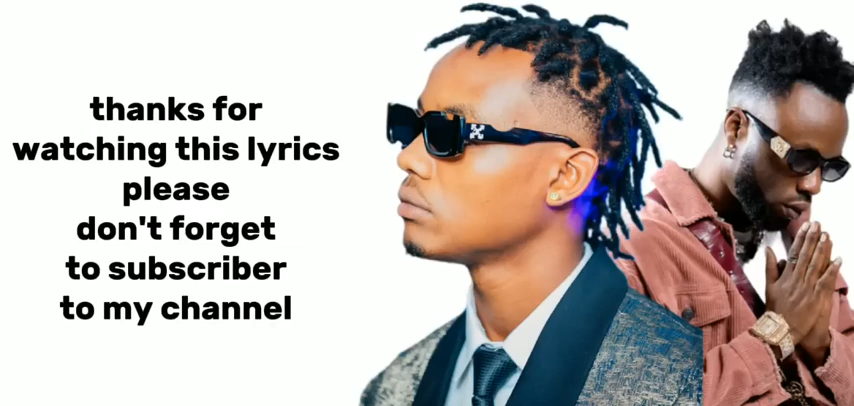 thanks for
watching this lyrics
please
don't forget
to subscriber
to my channel